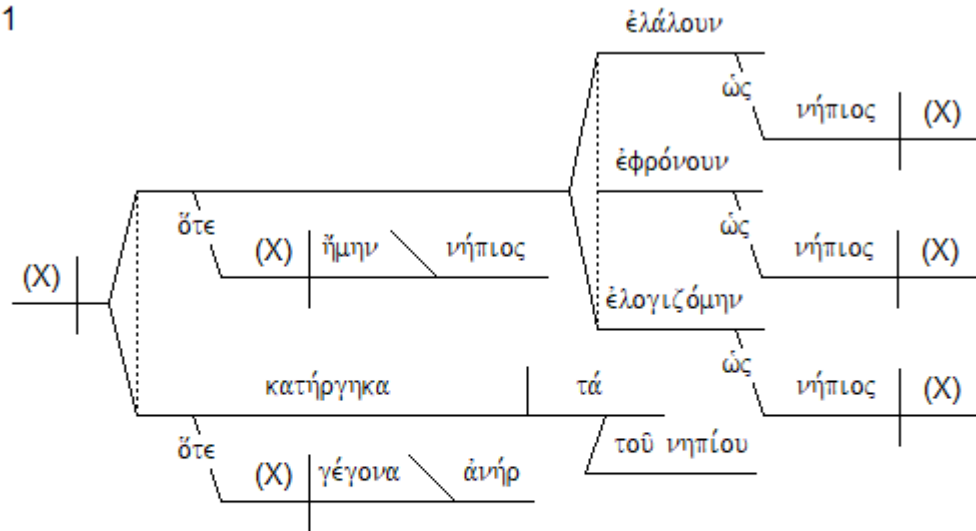 1
ἐλάλουν
ὡς
νήπιος (X)
ἐφρόνουν
ὅτε
ὡς
(X) ἤμην νήπιος
νήπιος (X)
(X)
ἐλογιζόμην
ὡς
κατήργηκα τά
νήπιος (X)
ὅτε
τοῦ νηπίου
(X) γέγονα ἀνήρ